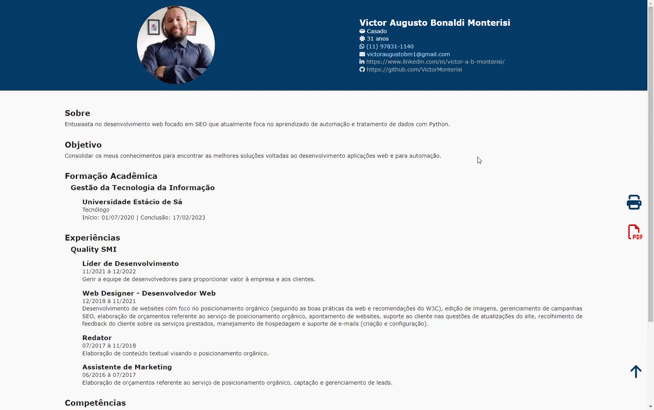 Victor Augusto Bonaldi Monterisi
Casado
31 anos
(11) 97831-1140
victoraugustobm1@gmail.com
https://www.linkedin.com/in/victor-a-b-monterisi/
https://github.com/VictorMonterisi
Sobre
Entusiasta no desenvolvimento web focado em SEO que atualmente foca no aprendizado de automação e tratamento de dados com Python.
Objetivo
Consolidar os meus conhecimentos para encontrar as melhores soluções voltadas ao desenvolvimento aplicações web e para automação.
Formação Acadêmica
Gestão da Tecnologia da Informação
Universidade Estácio de Sá
Tecnólogo
Início: 01/07/2020 | Conclusão: 17/02/2023
Experiências
Quality SMI
Líder de Desenvolvimento
11/2021 à 12/2022
Gerir a equipe de desenvolvedores para proporcionar valor à empresa e aos clientes.
Web Designer - Desenvolvedor Web
12/2018 à 11/2021
Desenvolvimento de websites com foco no posicionamento orgânico (seguindo as boas práticas da web e recomendações do W3C), edição de imagens, gerenciamento de campanhas
SEO, elaboração de orçamentos referente ao serviço de posicionamento orgânico, apontamento de websites, suporte ao cliente nas questões de atualizações do site, recolhimento de
feedback do cliente sobre os serviços prestados, manejamento de hospedagem e suporte de e-mails (criação e configuração).
Redator
07/2017 à 11/2018
Elaboração de conteúdo textual visando o posicionamento orgânico.
Assistente de Marketing
06/2016 à 07/2017
Elaboração de orçamentos referente ao serviço de posicionamento orgânico, captação e gerenciamento de leads.
Competências
PDF